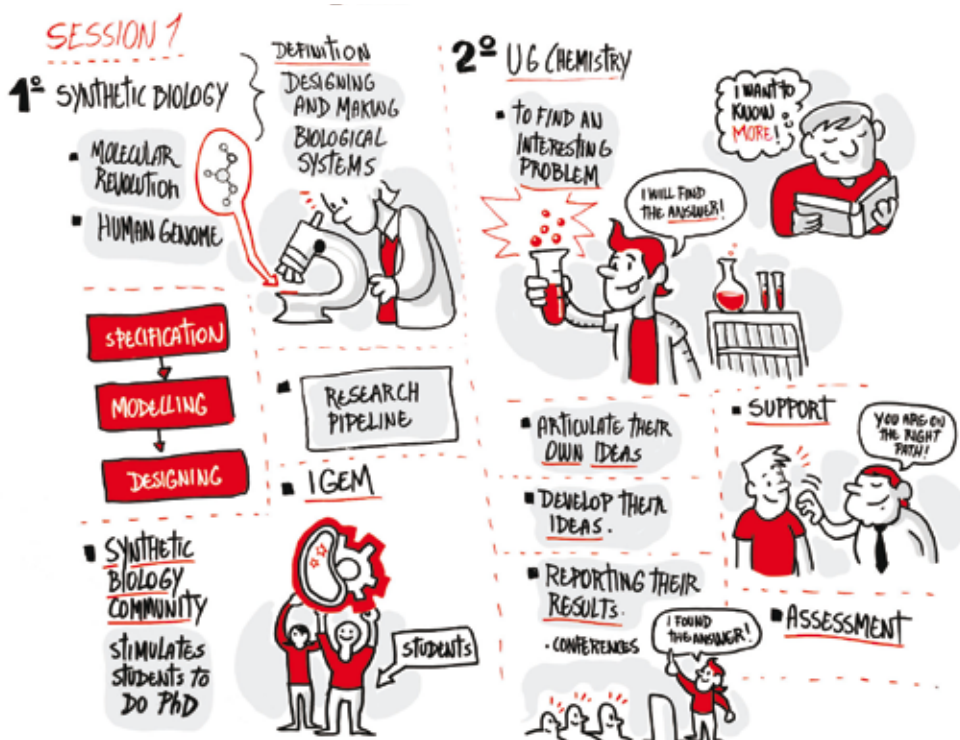 SESSION 1
1º SYNTHETIC BIOLOGY
DEFINITION
DESIGNING
AND MAKING
BIOLOGICAL
SYSTEMS
MOLECULAR
REVOLUTION
HUMAN GENOME
SPECIFICATION
MODELLING
DESIGNING
RESEARCH
PIPELINE
IGEM
SYNTHETIC
BIOLOGY
COMMUNITY
STIMULATES
STUDENTS TO
DO PhD
STUDENTS
2º UG CHEMISTRY
TO FIND AN
INTERESTING
PROBLEM
I WANT TO
KNOW
MORE!
I WILL FIND
THE ANSWER!
ARTICULATE THEIR
OWN IDEAS
DEVELOP THEIR
IDEAS.
REPORTING THEIR
RESULTS.
. CONFERENCES
I FOUND
THE ANSWER!
SUPPORT
YOU ARE ON
THE RIGHT
PATH!
ASSESSMENT